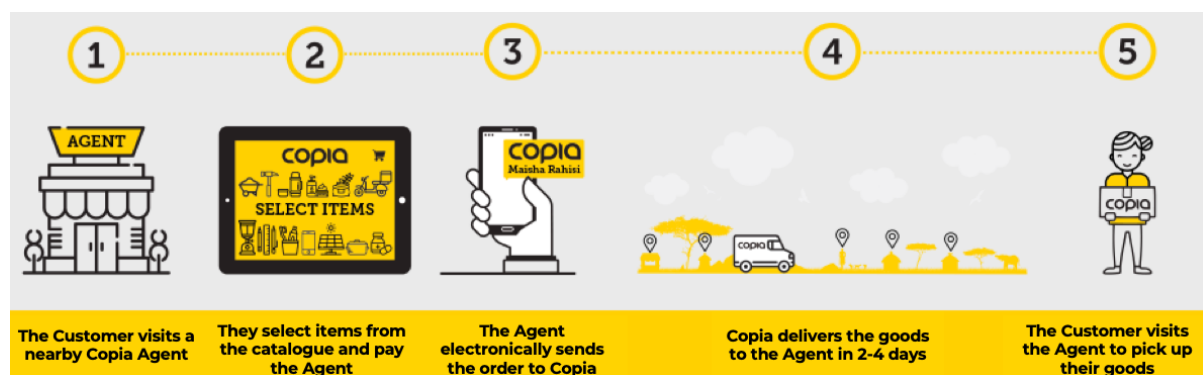 1
2
3
4
5
AGENT
COPIA
SELECT ITEMS
COPIA
Maisha Rahisi
COPIA
COPIA
The Customer visits a
nearby Copia Agent
They select items from
the catalogue and pay
the Agent
The Agent
electronically sends
the order to Copia
Copia delivers the goods
to the Agent in 2-4 days
The Customer visits
the Agent to pick up
their goods